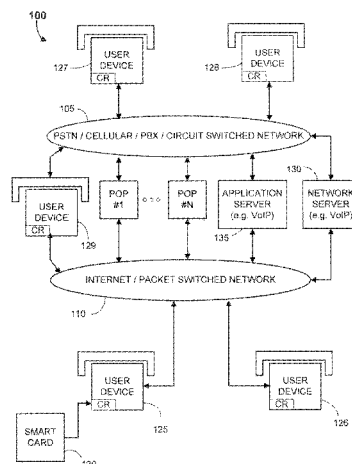 100
USER DEVICE
CR
127
USER DEVICE
CR
128
105
PSTN / CELLULAR / PBX / CIRCUIT SWITCHED NETWORK
130
USER DEVICE
CR
129
POP #1
POP #N
APPLICATION SERVER (e.g. VoIP)
135
NETWORK SERVER (e.g. VoIP)
INTERNET / PACKET SWITCHED NETWORK
110
USER DEVICE
CR
125
USER DEVICE
CR
126
SMART CARD
120